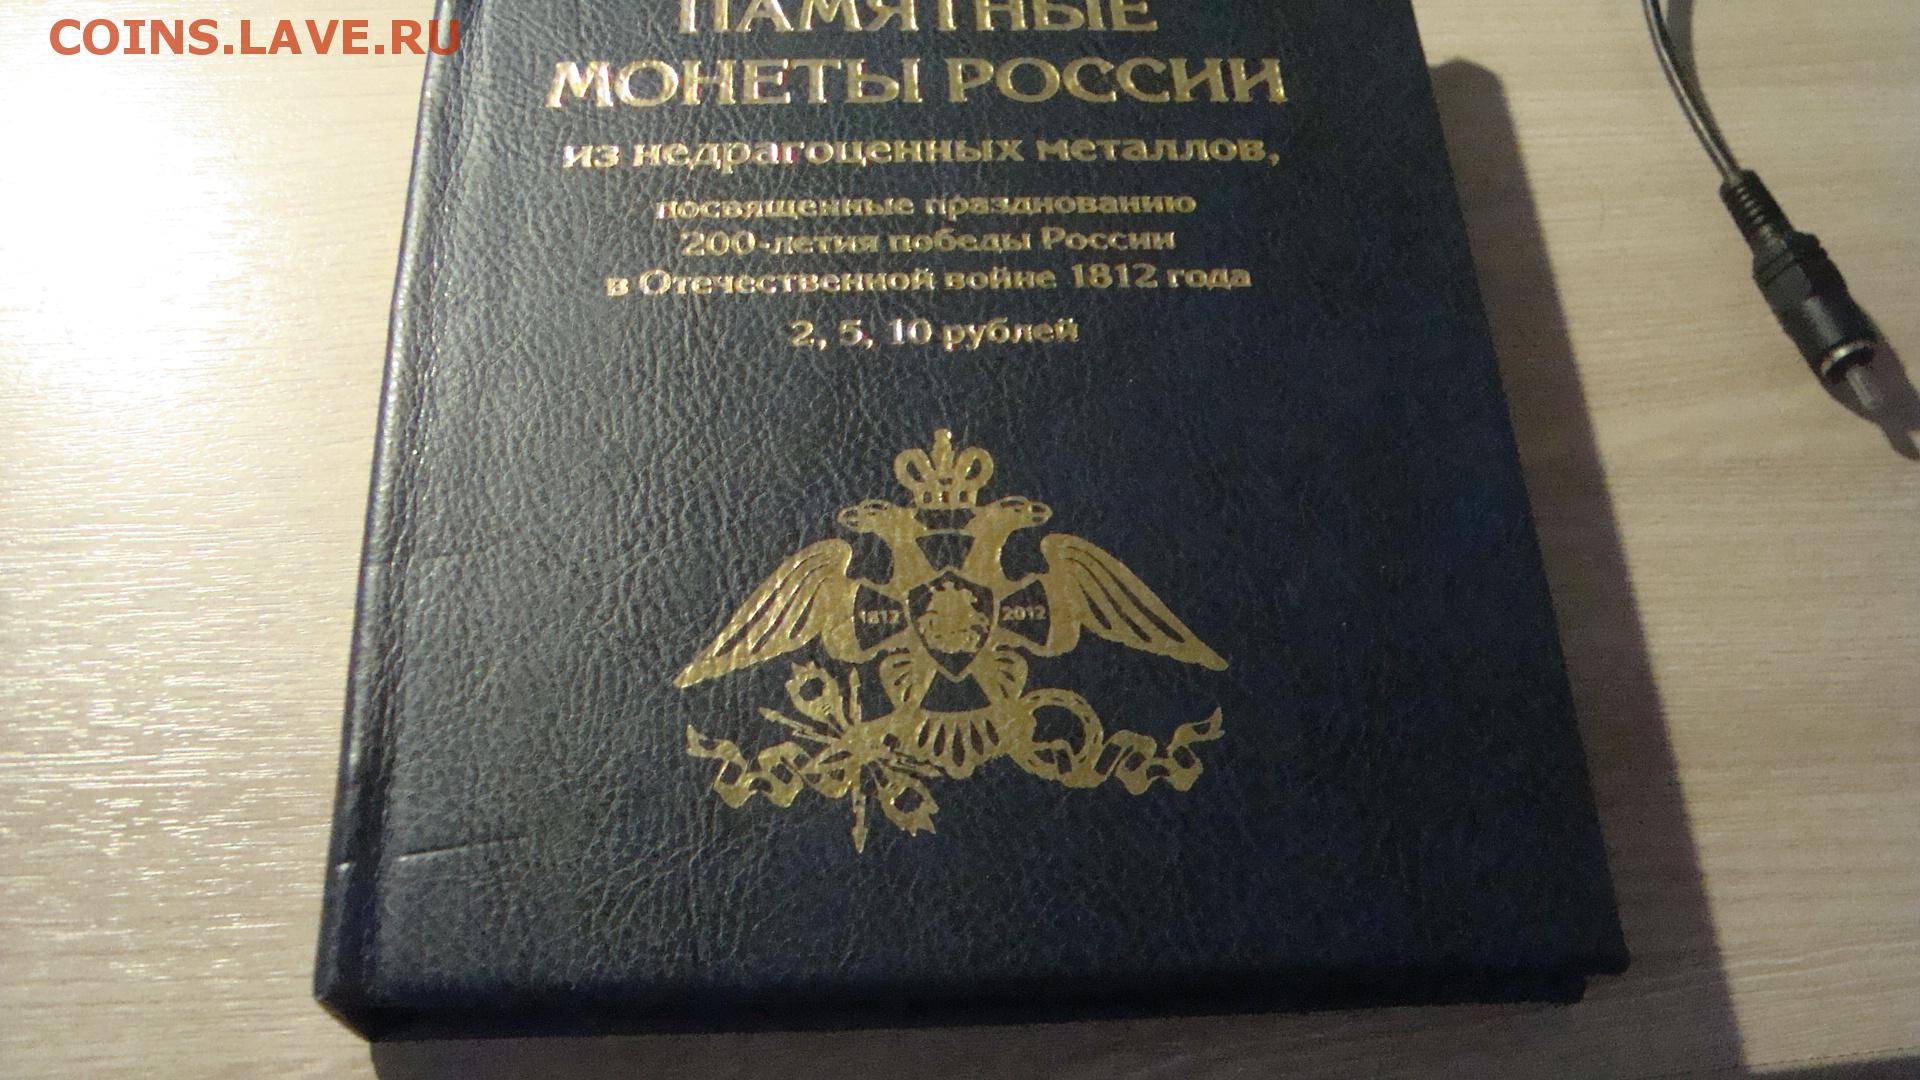 COINS.LAVE.RU
ПАМЯТНЫЕ
МОНЕТЫ РОССИИ
из недрагоценных металлов,
посвященные празднованию
200-летия победы России
в Отечественной войне 1812 года
2, 5, 10 рублей
1812 2012